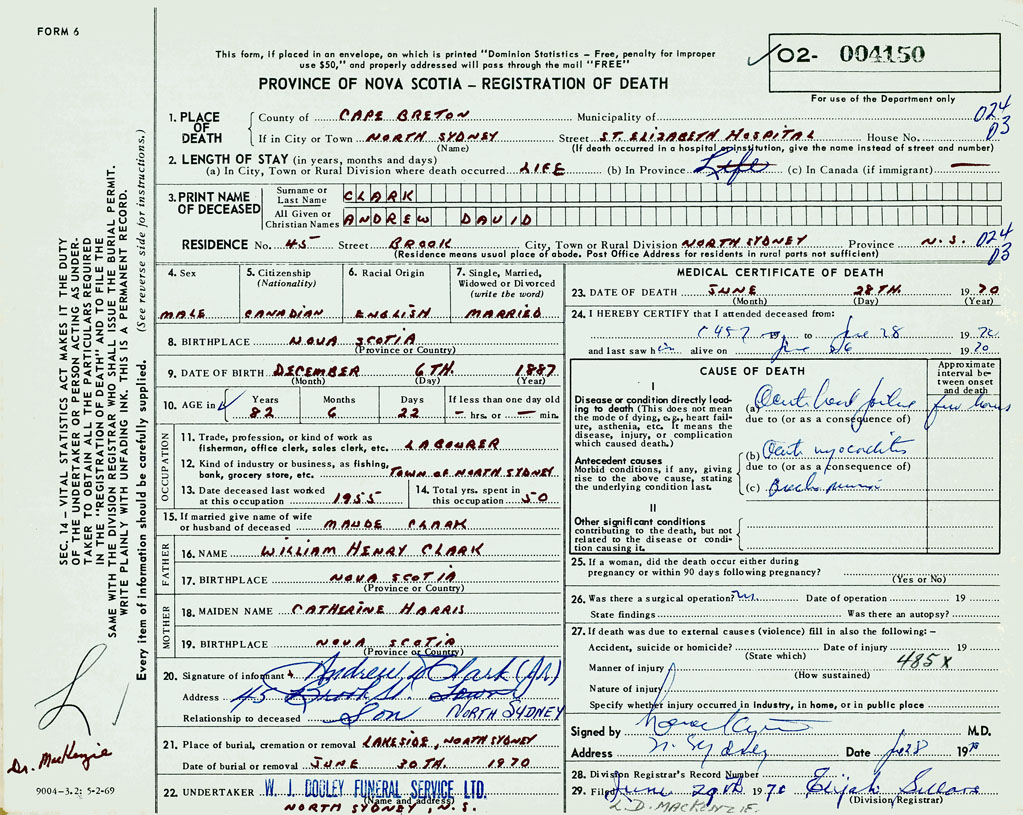 FORM 6
This form, if placed in an envelope, on which is printed "Dominion Statistics – Free, penalty for improper
use $50," and properly addressed will pass through the mail "FREE"
PROVINCE OF NOVA SCOTIA – REGISTRATION OF DEATH
O2- 004150
For use of the Department only
1. PLACE OF DEATH County of CAPE BRETON Municipality of 024
If in City or Town NORTH SYDNEY Street ST. ELIZABETH HOSPITAL House No. 03
(Name) (If death occurred in a hospital or institution, give the name instead of street and number)
2. LENGTH OF STAY (in years, months and days)
(a) In City, Town or Rural Division where death occurred LIFE (b) In Province Life (c) In Canada (if immigrant) —
3. PRINT NAME OF DECEASED Surname or Last Name CLARK
All Given or Christian Names ANDREW DAVID
RESIDENCE No. 45 Street BROOK City, Town or Rural Division NORTH SYDNEY Province N.S. 024
(Residence means usual place of abode. Post Office Address for residents in rural parts not sufficient) 03
4. Sex 5. Citizenship (Nationality) 6. Racial Origin 7. Single, Married, Widowed or Divorced (write the word)
MALE CANADIAN ENGLISH MARRIED
8. BIRTHPLACE NOVA SCOTIA
(Province or Country)
9. DATE OF BIRTH DECEMBER 6TH. 1887
(Month) (Day) (Year)
10. AGE in Years Months Days If less than one day old
82 6 22 – hrs. or – min.
OCCUPATION
11. Trade, profession, or kind of work as
fisherman, office clerk, sales clerk, etc. LABOURER
12. Kind of industry or business, as fishing,
bank, grocery store, etc. TOWN OF NORTH SYDNEY
13. Date deceased last worked at this occupation 1955 14. Total yrs. spent in this occupation 50
15. If married give name of wife
or husband of deceased MAUDE CLARK
FATHER
16. NAME WILLIAM HENRY CLARK
17. BIRTHPLACE NOVA SCOTIA
(Province or Country)
MOTHER
18. MAIDEN NAME CATHERINE HARRIS
19. BIRTHPLACE NOVA SCOTIA
(Province or Country)
20. Signature of informant Andrew D Clark (Jr)
Address 45 Brook St. Town
Relationship to deceased Son NORTH SYDNEY
21. Place of burial, cremation or removal LAKESIDE, NORTH SYDNEY
Date of burial or removal JUNE 30TH. 1970
22. UNDERTAKER W. J. DOOLEY FUNERAL SERVICE LTD.
(Name and address)
NORTH SYDNEY, N.S.
MEDICAL CERTIFICATE OF DEATH
23. DATE OF DEATH JUNE 28TH. 1970
(Month) (Day) (Year)
24. I HEREBY CERTIFY that I attended deceased from:
19 to June 28 1970
and last saw him alive on June 1970
CAUSE OF DEATH
Approximate interval between onset and death
I
Disease or condition directly leading to death (This does not mean the mode of dying, e.g., heart failure, asthenia, etc. It means the disease, injury, or complication which caused death.)
(a) Acute heart failure few hours
due to (or as a consequence of)
Antecedent causes
Morbid conditions, if any, giving rise to the above cause, stating the underlying condition last.
(b) Acute myocarditis
due to (or as a consequence of)
(c)
II
Other significant conditions
contributing to the death, but not related to the disease or condition causing it.
25. If a woman, did the death occur either during
pregnancy or within 90 days following pregnancy?
(Yes or No)
26. Was there a surgical operation? Date of operation 19
State findings Was there an autopsy?
27. If death was due to external causes (violence) fill in also the following: –
Accident, suicide or homicide? Date of injury 19
(State which) 485 x
Manner of injury
(How sustained)
Nature of injury
Specify whether injury occurred in industry, in home, or in public place
Signed by M.D.
Address N. Sydney Date June 28 1970
28. Division Registrar's Record Number
29. Filed June 29th 1970 Elijah Sellars
(Division Registrar)
L.D. MACKENZIE
SEC. 14 – VITAL STATISTICS ACT MAKES IT THE DUTY
OF THE UNDERTAKER OR PERSON ACTING AS UNDER-
TAKER TO OBTAIN ALL THE PARTICULARS REQUIRED
IN THE "REGISTRATION OF DEATH" AND TO FILE THE
SAME WITH THE DIVISION REGISTRAR WHO SHALL ISSUE THE BURIAL PERMIT.
WRITE PLAINLY WITH UNFADING INK. THIS IS A PERMANENT RECORD.
Every item of information should be carefully supplied. (See reverse side for instructions.)
Dr. MacKenzie
9004-3.2: 5-2-69